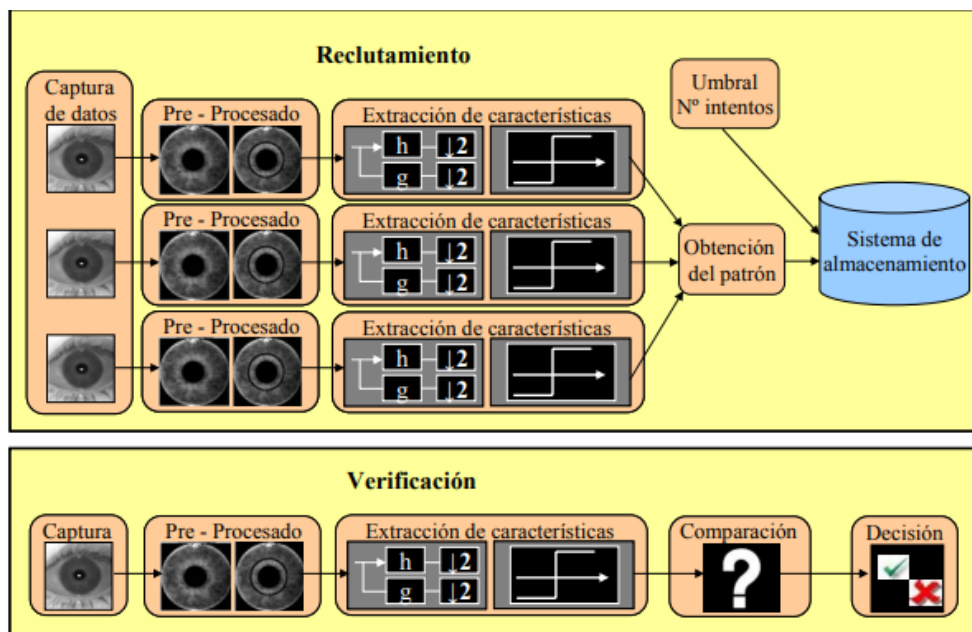 Reclutamiento
Captura
de datos
Pre - Procesado
Extracción de características
h
↓2
g
↓2
Pre - Procesado
Extracción de características
h
↓2
g
↓2
Pre - Procesado
Extracción de características
h
↓2
g
↓2
Umbral
Nº intentos
Obtención
del patrón
Sistema de
almacenamiento
Verificación
Captura
Pre - Procesado
Extracción de características
h
↓2
g
↓2
Comparación
?
Decisión